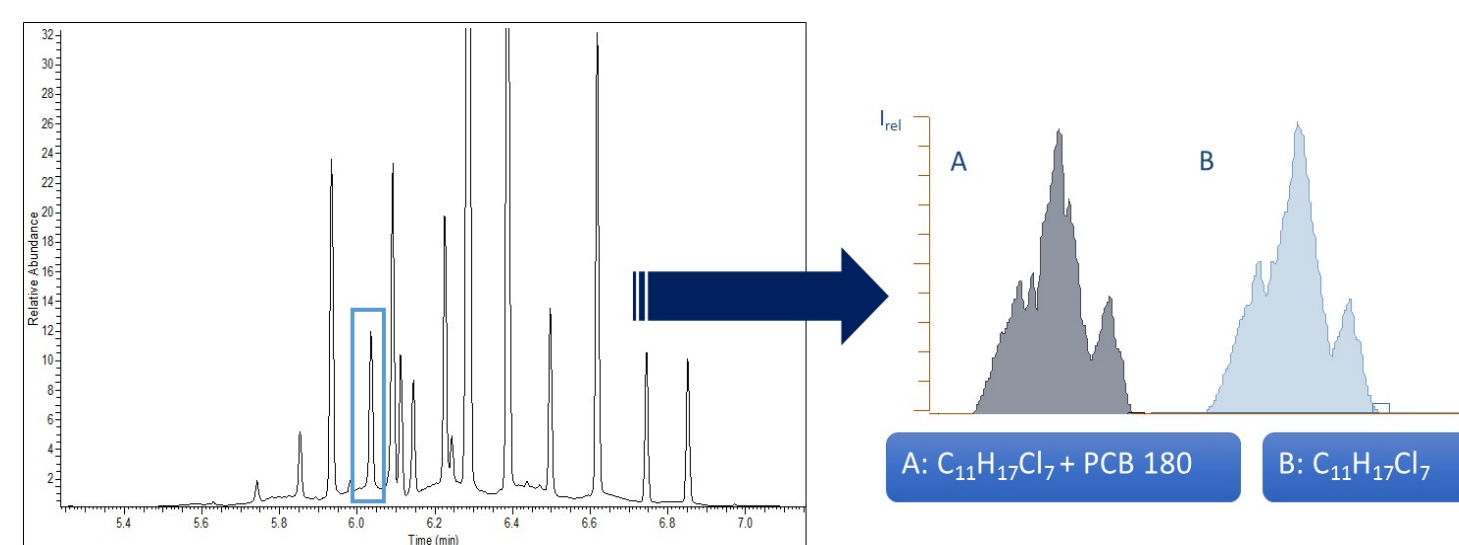 Relative Abundance
32
30
28
26
24
22
20
18
16
14
12
10
8
6
4
2
5.4 5.6 5.8 6.0 6.2 6.4 6.6 6.8 7.0
Time (min)
Irel
A
B
A: C₁₁H₁₇Cl₇ + PCB 180
B: C₁₁H₁₇Cl₇